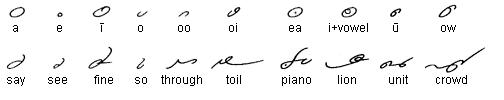 a e ī o oo oi ea i+vowel ū ow
say see fine so through toil piano lion unit crowd